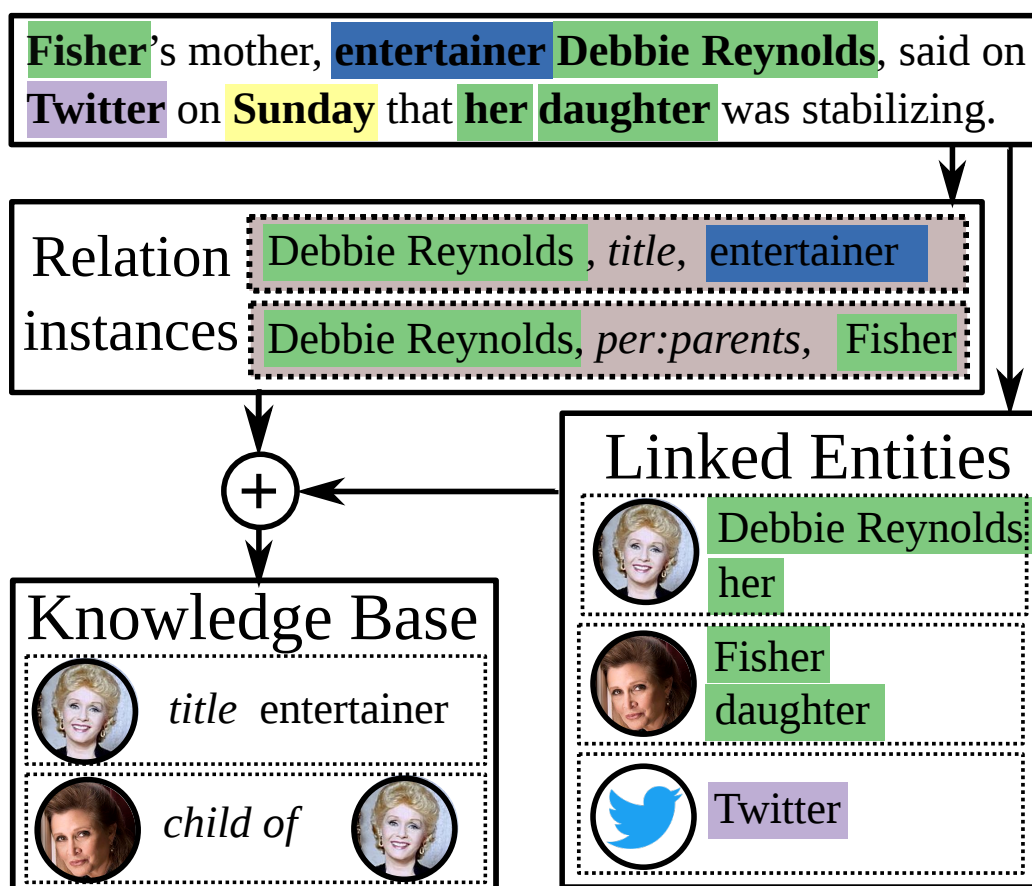 Fisher's mother, entertainer Debbie Reynolds, said on
Twitter on Sunday that her daughter was stabilizing.
Relation
instances
Debbie Reynolds , title, entertainer
Debbie Reynolds, per:parents, Fisher
+
Linked Entities
Debbie Reynolds
her
Fisher
daughter
Twitter
Knowledge Base
title entertainer
child of